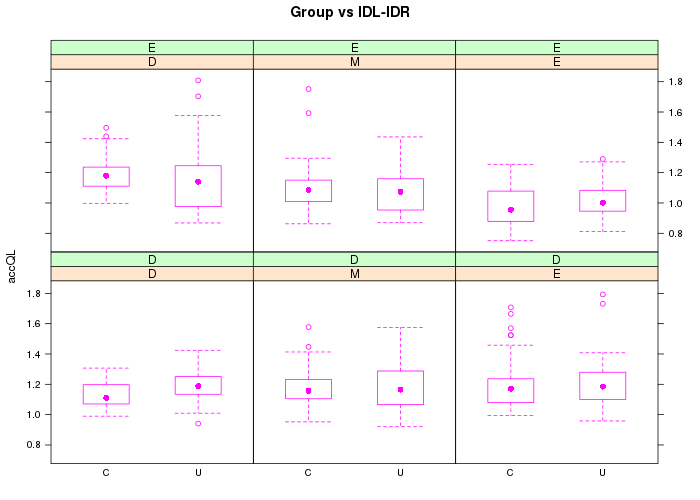 Group vs IDL-IDR
E E E
D M E
1.8
1.6
1.4
1.2
1.0
0.8
accQL
D D D
D M E
1.8
1.6
1.4
1.2
1.0
0.8
C U C U C U